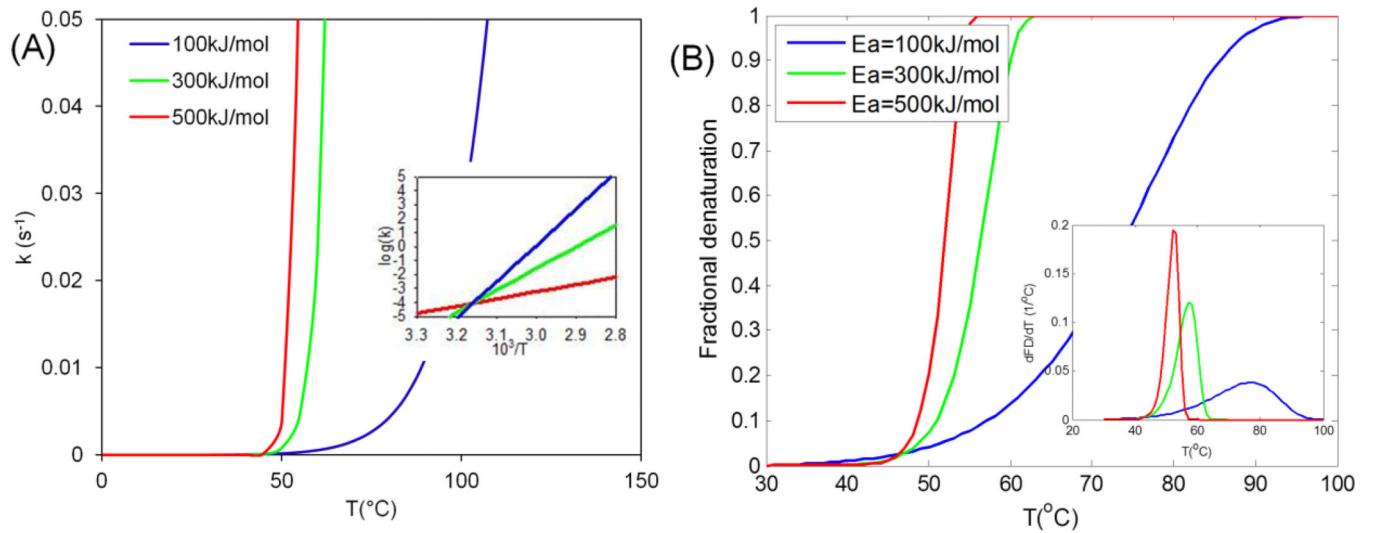 (A)
k (s⁻¹)
0.05
0.04
0.03
0.02
0.01
0
100kJ/mol
300kJ/mol
500kJ/mol
0 50 100 150
T(°C)
log(k)
5
4
3
2
1
0
-1
-2
-3
-4
-5
3.3 3.2 3.1 3.0 2.9 2.8
10³/T
(B)
Fractional denaturation
1
0.9
0.8
0.7
0.6
0.5
0.4
0.3
0.2
0.1
0
Ea=100kJ/mol
Ea=300kJ/mol
Ea=500kJ/mol
30 40 50 60 70 80 90 100
T(°C)
dFD/dT (1/°C)
0.2
0.15
0.1
0.05
0
20 40 60 80 100
T(°C)